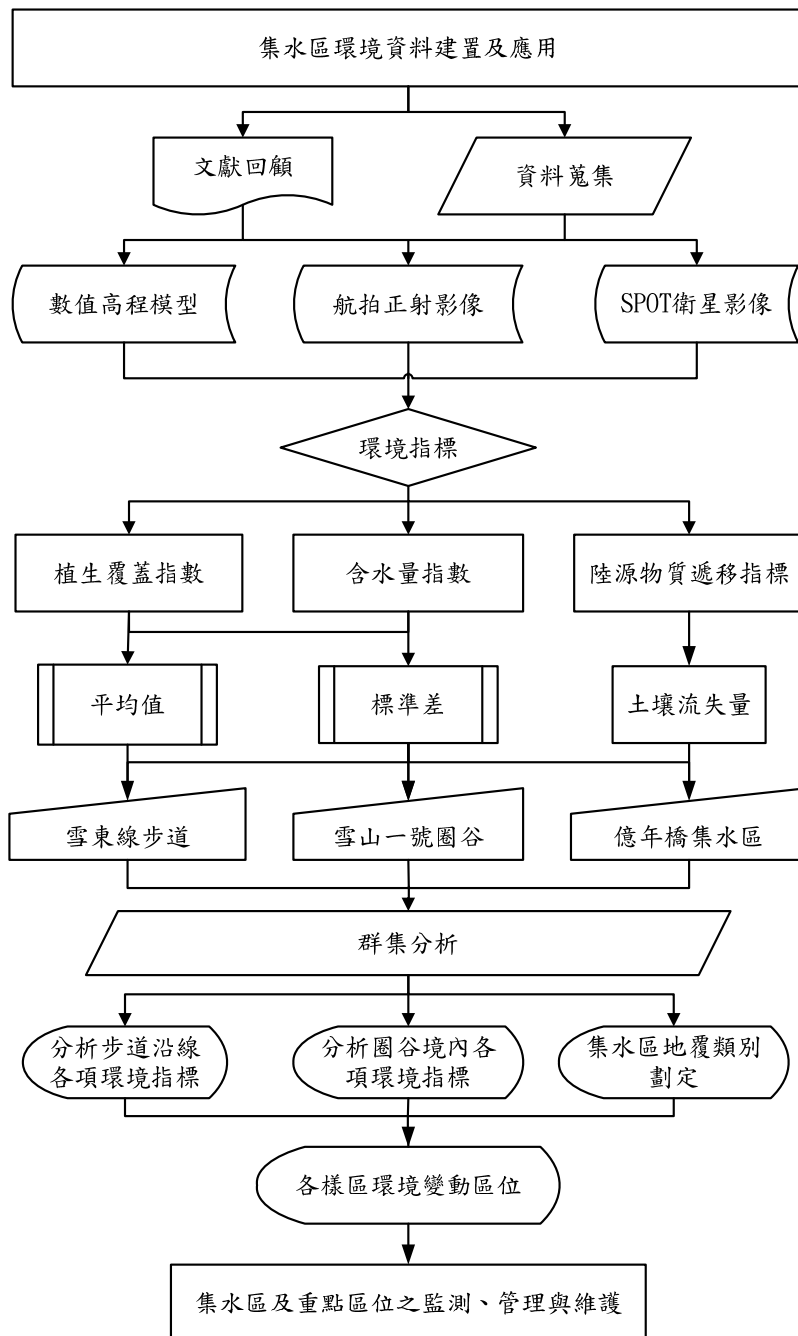 集水區環境資料建置及應用
文獻回顧
資料蒐集
數值高程模型
航拍正射影像
SPOT衛星影像
環境指標
植生覆蓋指數
含水量指數
陸源物質遞移指標
平均值
標準差
土壤流失量
雪東線步道
雪山一號圈谷
億年橋集水區
群集分析
分析步道沿線
各項環境指標
分析圈谷境內各
項環境指標
集水區地覆類別
劃定
各樣區環境變動區位
集水區及重點區位之監測、管理與維護